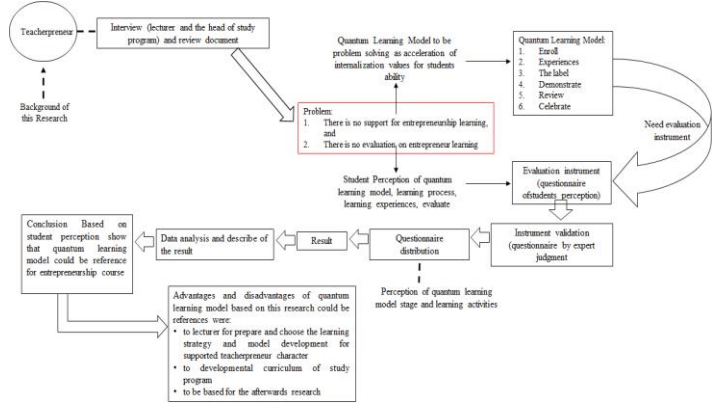 Teacherpreneur
Interview (lecturer and the head of study
program) and review document
Background of
this Research
Quantum Learning Model to be
problem solving as acceleration of
internalization values for students
ability
Quantum Learning Model:
1. Enroll
2. Experiences
3. The label
4. Demonstrate
5. Review
6. Celebrate
Need evaluation
instrument
Problem:
1. There is no support for entrepreneurship learning,
and
2. There is no evaluation on entrepreneur learning
Student Perception of quantum
learning model, learning process,
learning experiences, evaluate
Evaluation instrument
(questionnaire
ofstudents perception)
Instrument validation
(questionnaire by expert
judgment
Questionnaire
distribution
Result
Data analysis and describe of
the result
Conclusion Based on
student perception show
that quantum learning
model could be reference
for entrepreneurship course
Perception of quantum learning
model stage and learning activities
Advantages and disadvantages of quantum
learning model based on this research could be
references were:
• to lecturer for prepare and choose the learning
strategy and model development for
supported teacherpreneur character
• to developmental curriculum of study
program
• to be based for the afterwards research